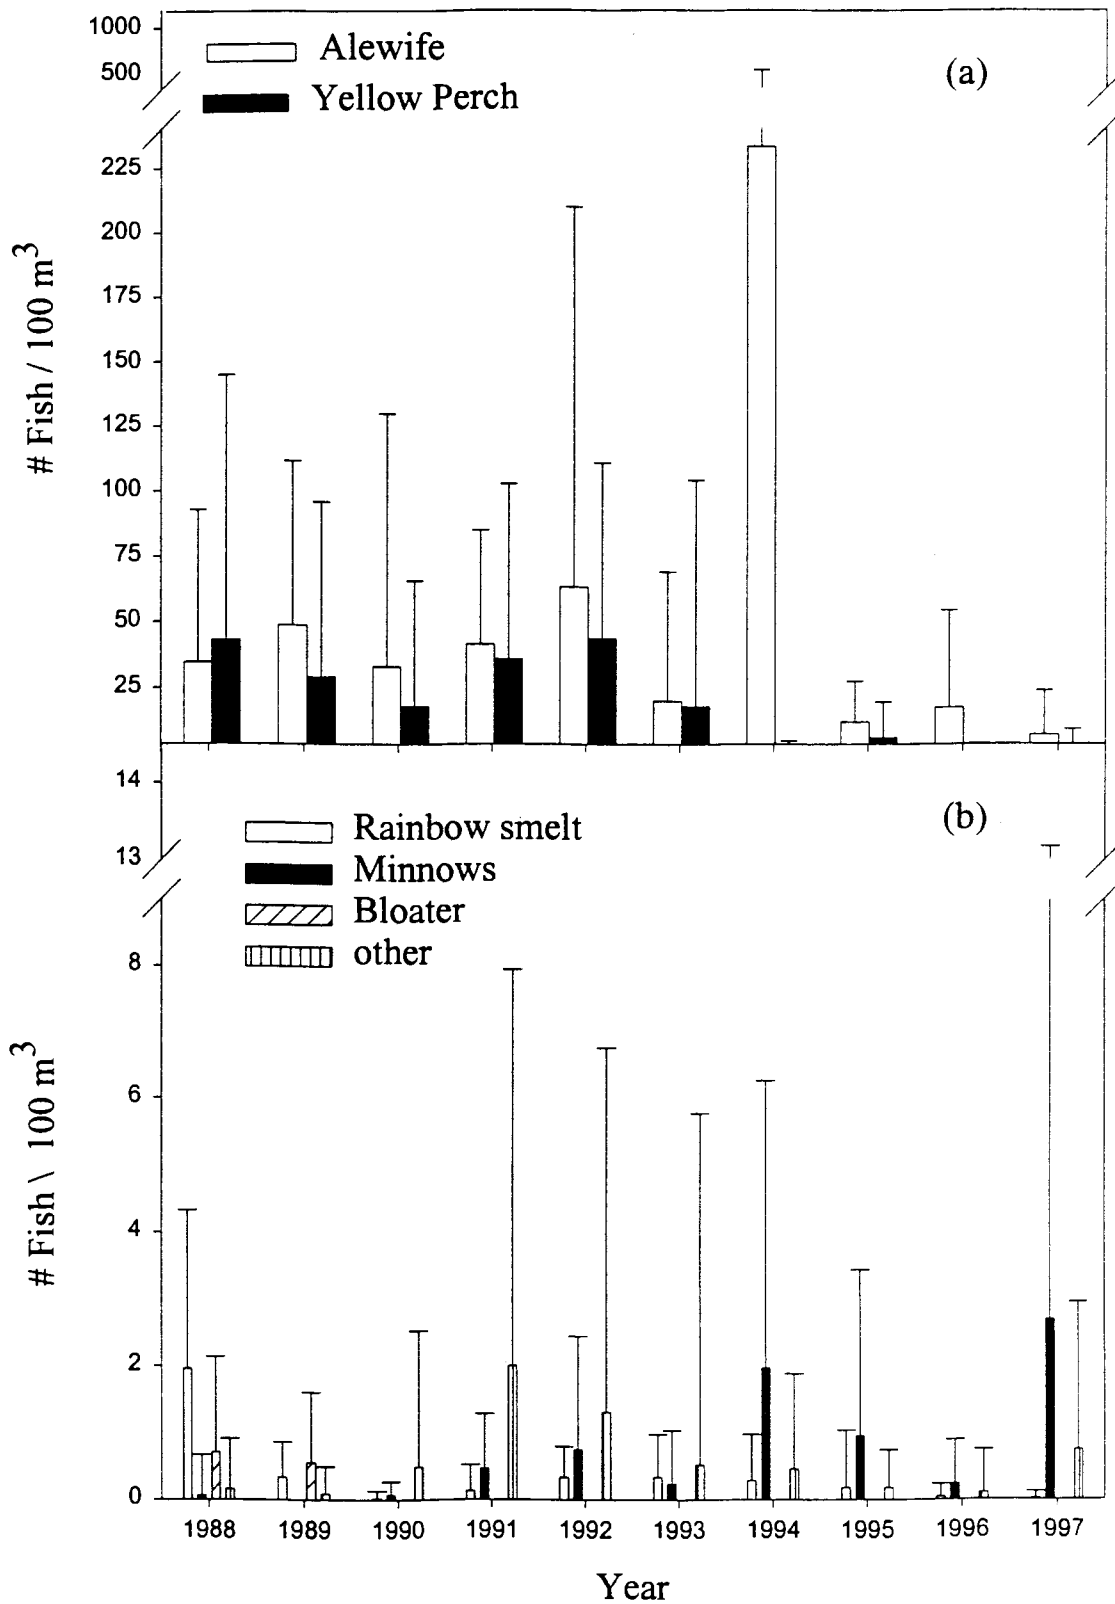 1000
500
Alewife
Yellow Perch
(a)
225
200
175
150
125
100
75
50
25
# Fish / 100 m³
14
13
Rainbow smelt
Minnows
Bloater
other
(b)
8
6
4
2
0
# Fish \ 100 m³
1988 1989 1990 1991 1992 1993 1994 1995 1996 1997
Year